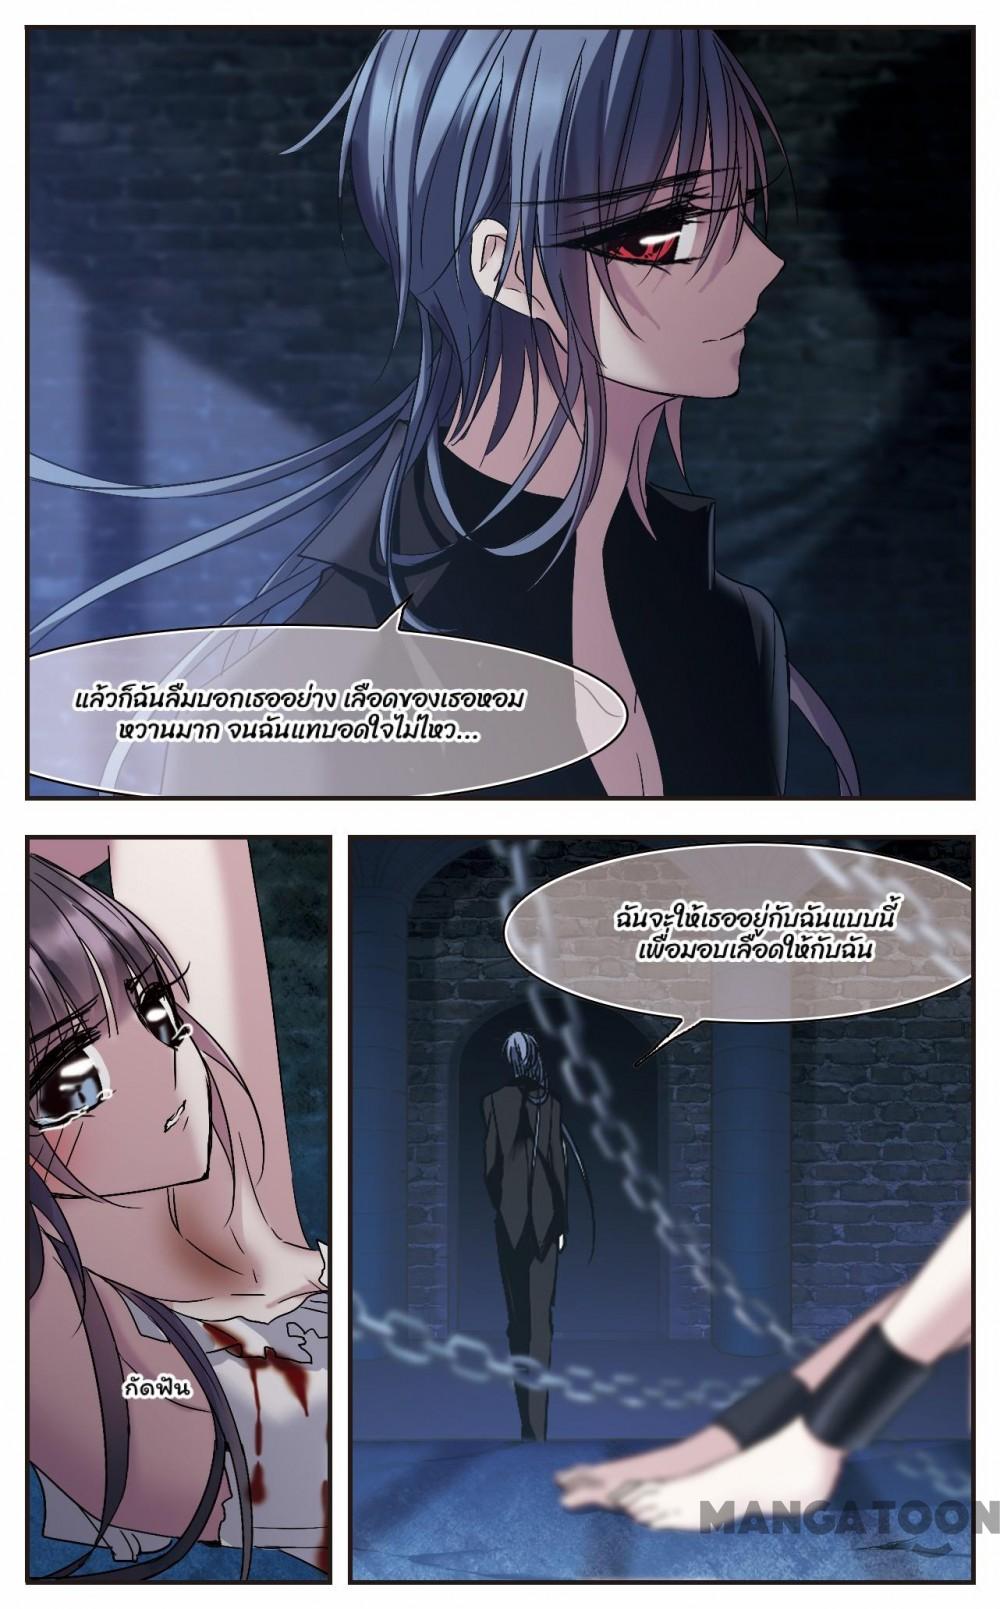 แล้วก็ฉันลืมบอกเธออย่าง เลือดของเธอหอม
หวานมาก จนฉันแทบอดใจไม่ไหว...
ฉันจะให้เธออยู่กับฉันแบบนี้
เพื่อมอบเลือดให้กับฉัน
กัดฟัน
MANGATOON